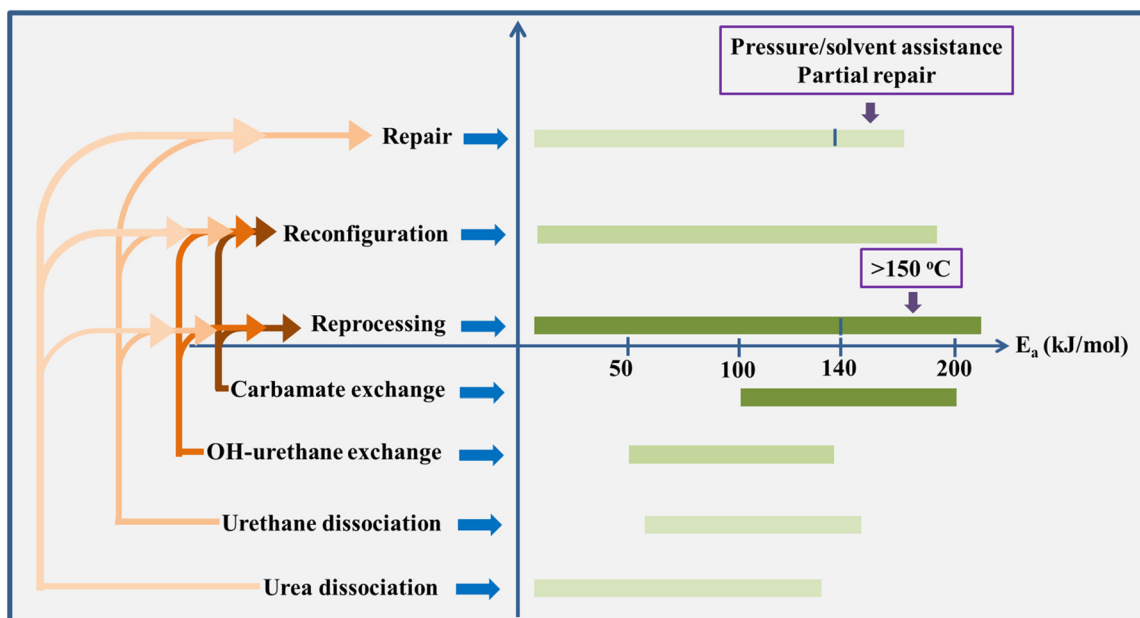 Pressure/solvent assistance
Partial repair
Repair
Reconfiguration
>150 °C
Reprocessing
Eₐ (kJ/mol)
50 100 140 200
Carbamate exchange
OH-urethane exchange
Urethane dissociation
Urea dissociation